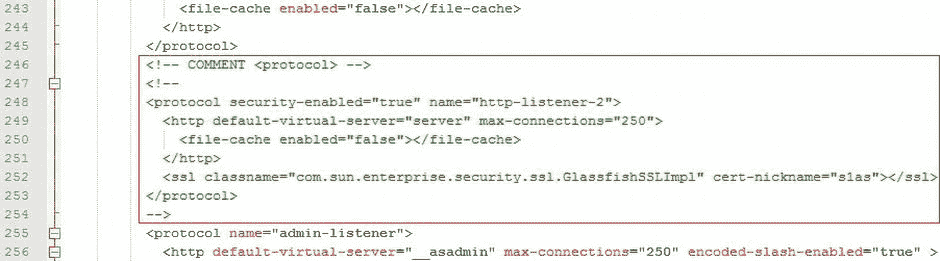 243 <file-cache enabled="false"></file-cache>
244 </http>
245 </protocol>
246 <!-- COMMENT <protocol> -->
247 <!--
248 <protocol security-enabled="true" name="http-listener-2">
249 <http default-virtual-server="server" max-connections="250">
250 <file-cache enabled="false"></file-cache>
251 </http>
252 <ssl classname="com.sun.enterprise.security.ssl.GlassfishSSLImpl" cert-nickname="s1as"></ssl>
253 </protocol>
254 -->
255 <protocol name="admin-listener">
256 <http default-virtual-server="__asadmin" max-connections="250" encoded-slash-enabled="true" >